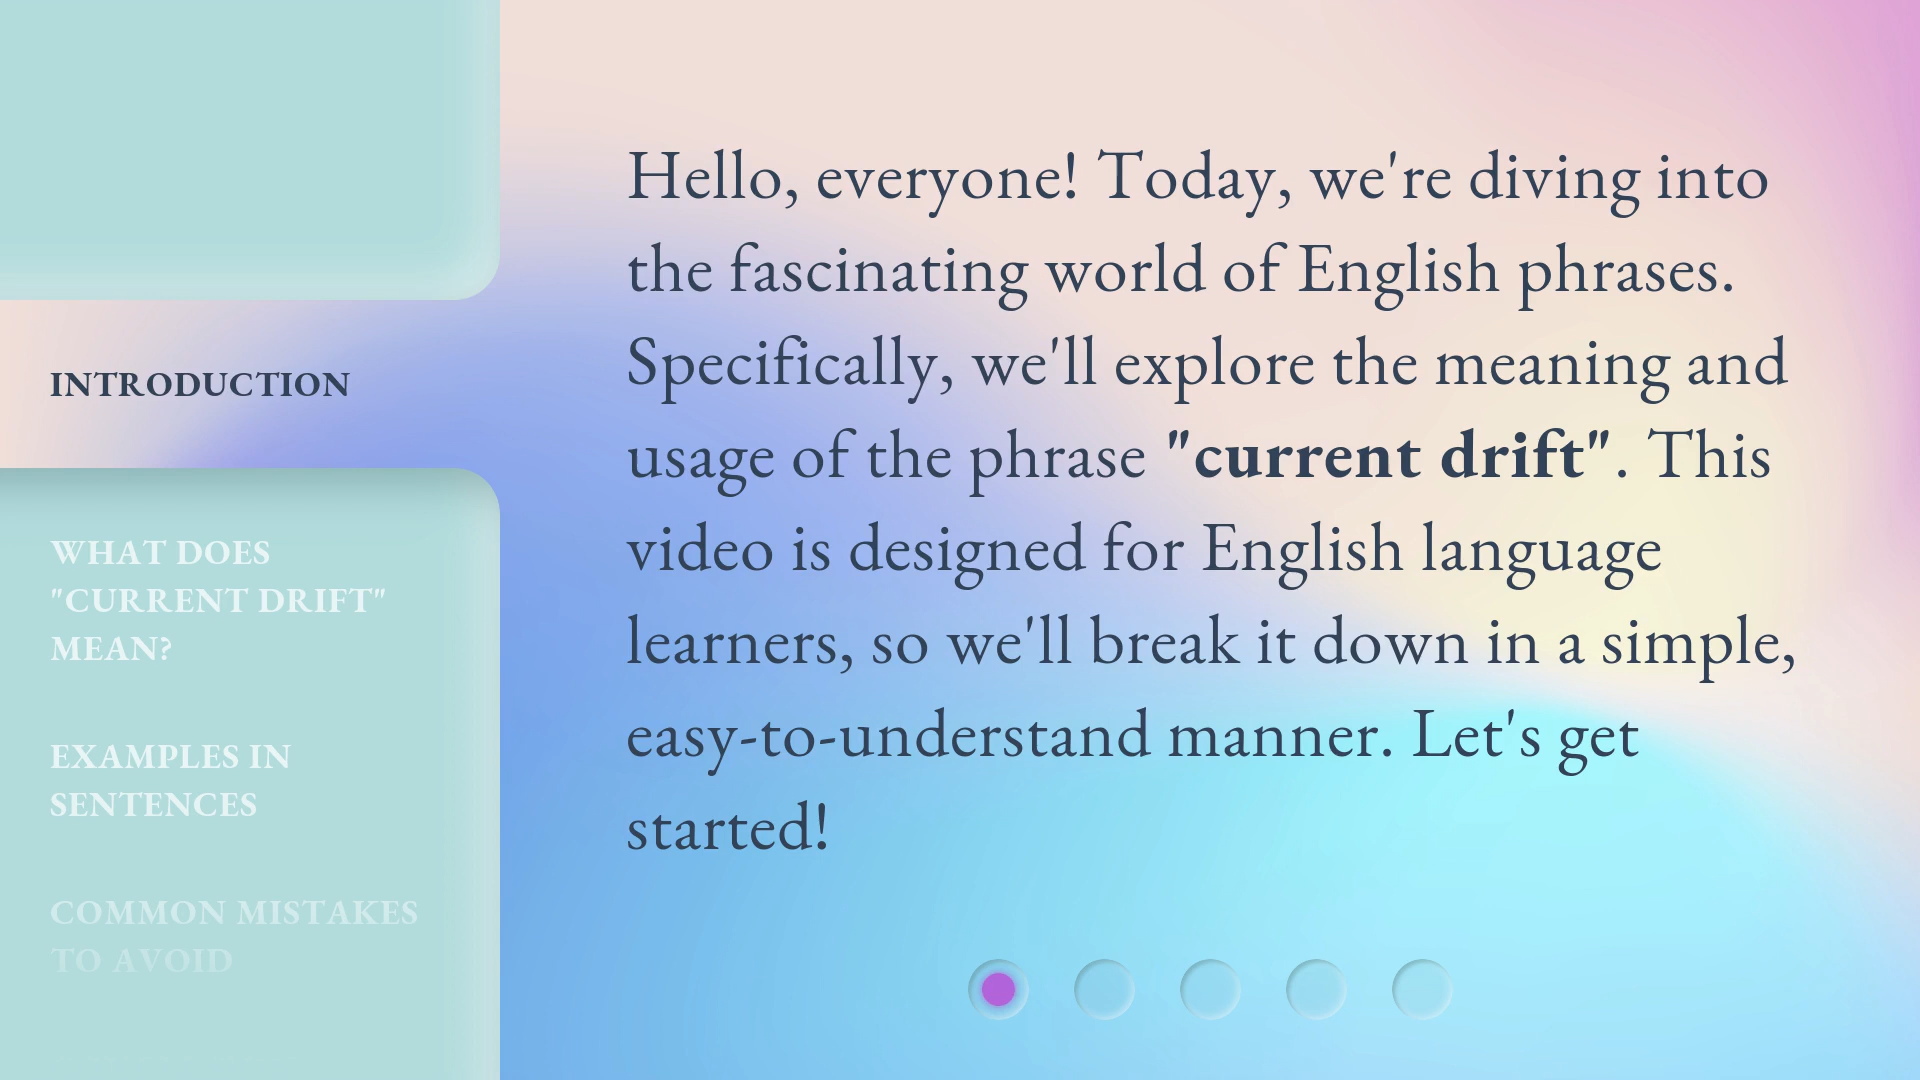 INTRODUCTION
WHAT DOES
"CURRENT DRIFT"
MEAN?
EXAMPLES IN
SENTENCES
COMMON MISTAKES
TO AVOID
Hello, everyone! Today, we're diving into
the fascinating world of English phrases.
Specifically, we'll explore the meaning and
usage of the phrase "current drift". This
video is designed for English language
learners, so we'll break it down in a simple,
easy-to-understand manner. Let's get
started!